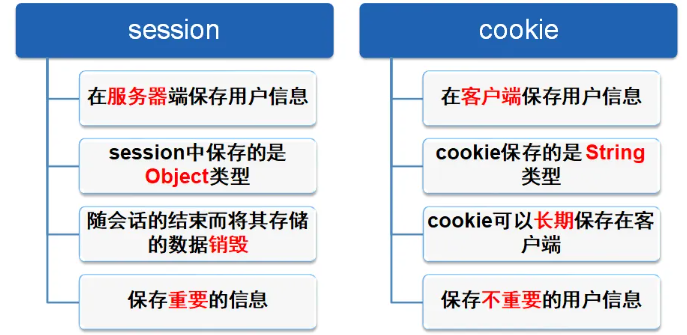 session
在服务器端保存用户信息
session中保存的是
Object类型
随会话的结束而将其存储
的数据销毁
保存重要的信息
cookie
在客户端保存用户信息
cookie保存的是String
类型
cookie可以长期保存在客
户端
保存不重要的用户信息